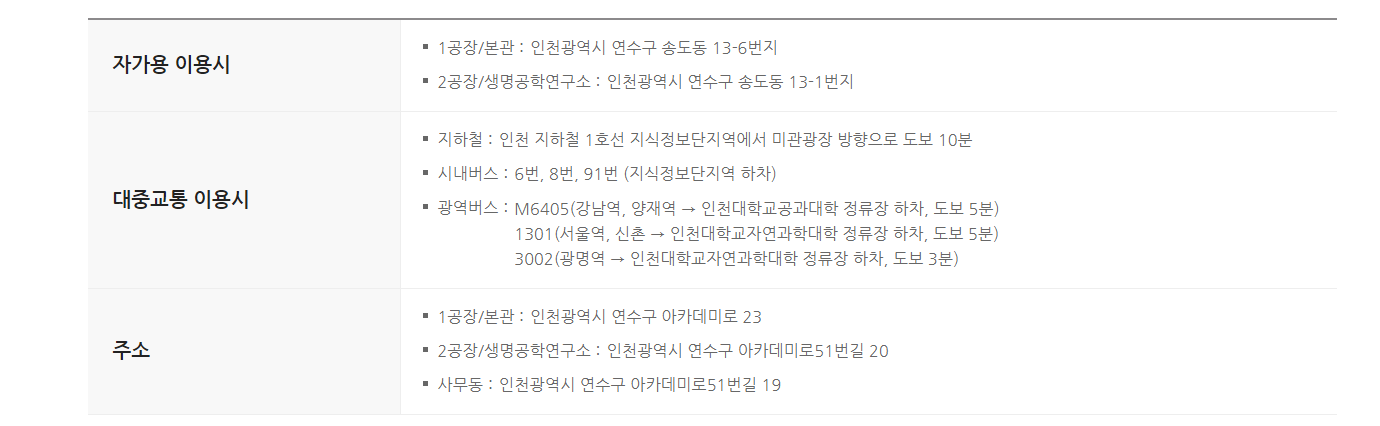 자가용 이용시
1공장/본관 : 인천광역시 연수구 송도동 13-6번지
2공장/생명공학연구소 : 인천광역시 연수구 송도동 13-1번지
대중교통 이용시
지하철 : 인천 지하철 1호선 지식정보단지역에서 미관광장 방향으로 도보 10분
시내버스 : 6번, 8번, 91번 (지식정보단지역 하차)
광역버스 : M6405(강남역, 양재역 → 인천대학교공과대학 정류장 하차, 도보 5분)
1301(서울역, 신촌 → 인천대학교자연과학대학 정류장 하차, 도보 5분)
3002(광명역 → 인천대학교자연과학대학 정류장 하차, 도보 3분)
주소
1공장/본관 : 인천광역시 연수구 아카데미로 23
2공장/생명공학연구소 : 인천광역시 연수구 아카데미로51번길 20
사무동 : 인천광역시 연수구 아카데미로51번길 19